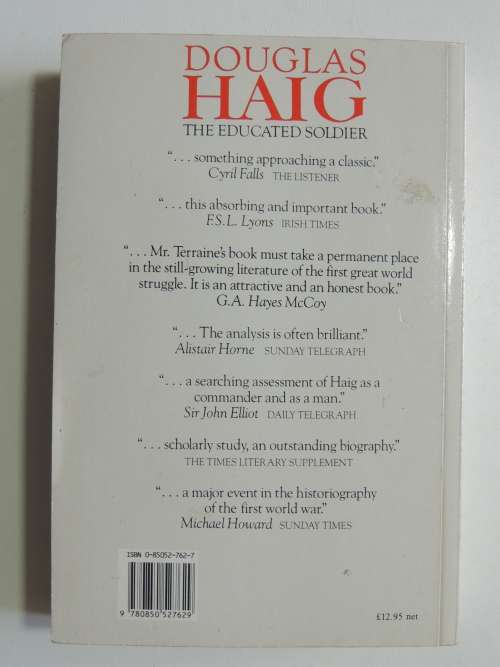 DOUGLAS
HAIG
THE EDUCATED SOLDIER
“. . . something approaching a classic.”
Cyril Falls THE LISTENER
“. . . this absorbing and important book.”
F.S.L. Lyons IRISH TIMES
“. . . Mr. Terraine’s book must take a permanent place
in the still-growing literature of the first great world
struggle. It is an attractive and an honest book.”
G.A. Hayes McCoy
“. . . The analysis is often brilliant.”
Alistair Horne SUNDAY TELEGRAPH
“. . . a searching assessment of Haig as a
commander and as a man.”
Sir John Elliot DAILY TELEGRAPH
“. . . scholarly study, an outstanding biography.”
THE TIMES LITERARY SUPPLEMENT
“. . . a major event in the historiography
of the first world war.”
Michael Howard SUNDAY TIMES
ISBN 0-85052-762-7
9 780850 527629
£12.95 net